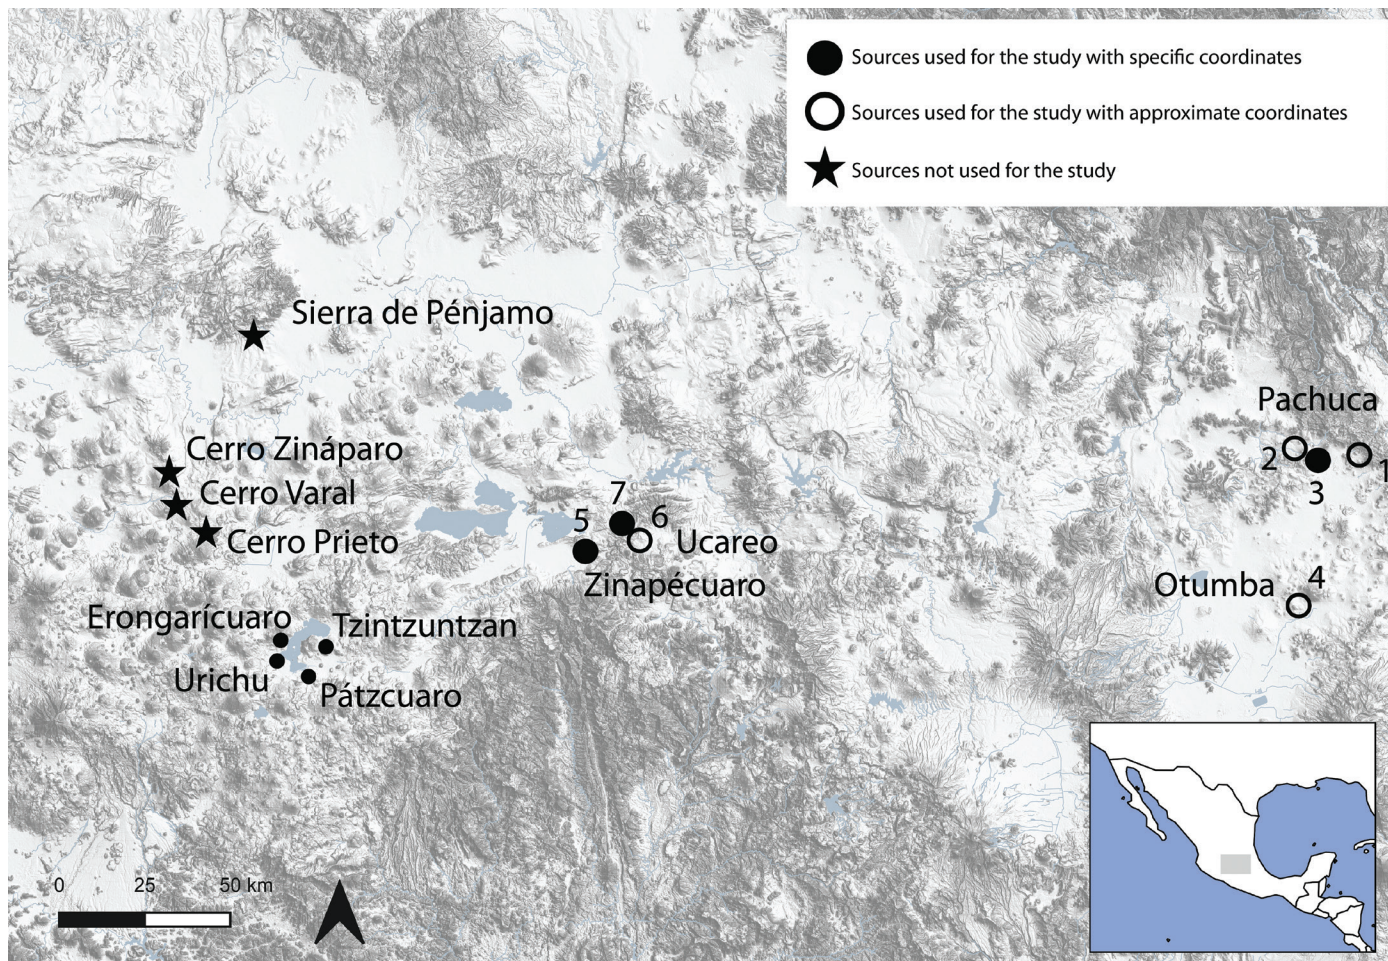 Sources used for the study with specific coordinates
Sources used for the study with approximate coordinates
Sources not used for the study
Sierra de Pénjamo
Pachuca
Cerro Zináparo
2
1
3
Cerro Varal
7
5
6
Cerro Prieto
Ucareo
Zinapécuaro
Otumba
4
Erongarícuaro
Tzintzuntzan
Urichu
Pátzcuaro
0 25 50 km